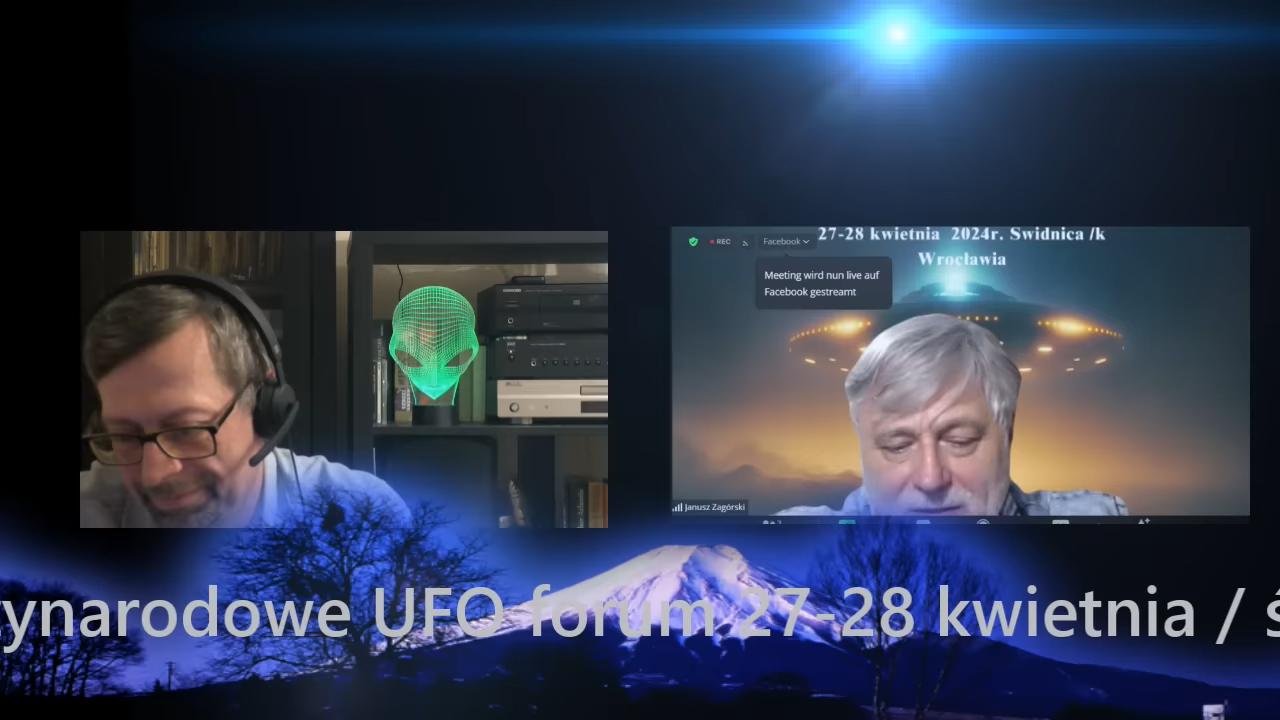 27-28 kwietnia 2024r. Swidnica /k
Wrocławia
REC
Facebook
Meeting wird nun live auf
Facebook gestreamt
Janusz Zagórski
ynarodowe UFO forum 27-28 kwietnia / ś